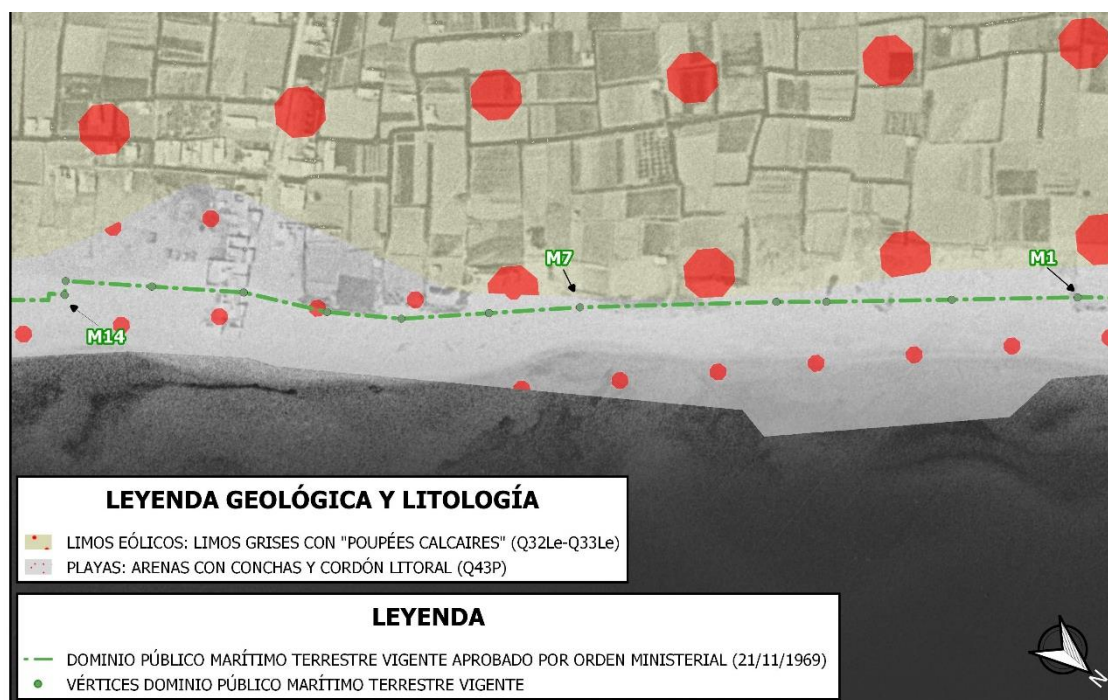 M7
M1
M14
LEYENDA GEOLÓGICA Y LITOLOGÍA
LIMOS EÓLICOS: LIMOS GRISES CON "POUPÉES CALCAIRES" (Q32Le-Q33Le)
PLAYAS: ARENAS CON CONCHAS Y CORDÓN LITORAL (Q43P)
LEYENDA
DOMINIO PÚBLICO MARÍTIMO TERRESTRE VIGENTE APROBADO POR ORDEN MINISTERIAL (21/11/1969)
VÉRTICES DOMINIO PÚBLICO MARÍTIMO TERRESTRE VIGENTE
N